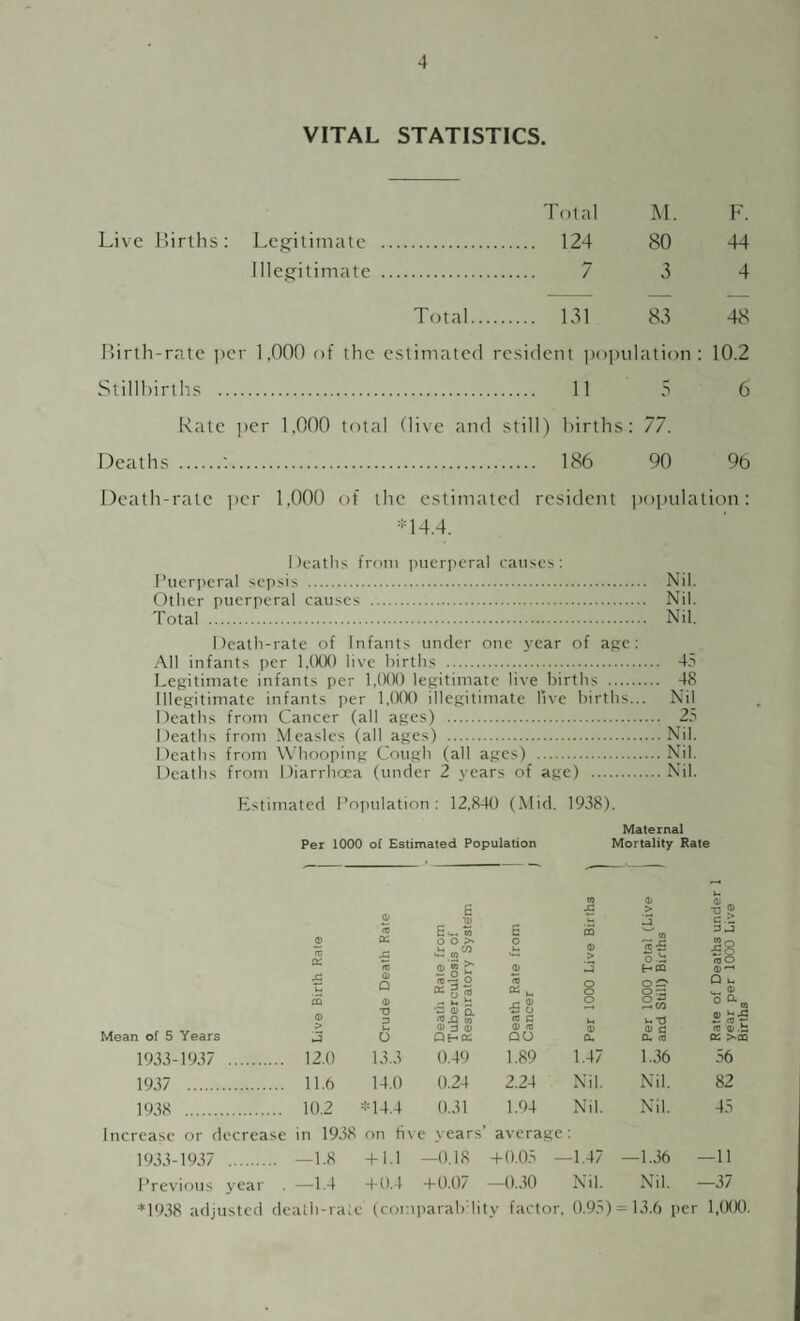 4
VITAL STATISTICS.
Total M. F.
Live Births: Legitimate ........................ 124 80 44
Illegitimate ........................ 7 3 4
Total.......... 131 83 48
Birth-rate per 1,000 of the estimated resident population: 10.2
Stillbirths ........................ 11 5 6
Rate per 1,000 total (live and still) births: 77.
Deaths ........................ 186 90 96
Death-rate per 1,000 of the estimated resident population:
*14.4.
Deaths from puerperal causes:
Puerperal sepsis ........................ Nil.
Other puerperal causes ........................ Nil.
Total ........................ Nil.
Death-rate of Infants under one year of age:
All infants per 1,000 live births ........................ 45
Legitimate infants per 1,000 legitimate live births .......... 48
Illegitimate infants per 1,000 illegitimate live births... Nil
Deaths from Cancer (all ages) ........................ 25
Deaths from Measles (all ages) ........................ Nil.
Deaths from Whooping Cough (all ages) ........................ Nil.
Deaths from Diarrhœa (under 2 years of age) ............. Nil.
Estimated Population: 12,840 (Mid. 1938).
Per 1000 of Estimated Population
Maternal Mortality Rate
Mean of 5 Years
Live Birth Rate
Crude Death Rate
Death Rate from Tuberculosis of Respiratory System
Death Rate from Cancer
Per 1000 Live Births
Per 1000 Total (Live and Still) Births
Rate of Deaths under 1 year per 1000 Live Births
1933-1937 .......... 12.0 13.3 0.49 1.89 1.47 1.36 56
1937 .................. 11.6 14.0 0.24 2.24 Nil. Nil. 82
1938 .................. 10.2 *14.4 0.31 1.94 Nil. Nil. 45
Increase or decrease in 1938 on five years' average:
1933-1937 .......... —1.8 +1.1 —0.18 +0.05 —1.47 —1.36 —11
Previous year . —1.4 +0.4 +0.07 —0.30 Nil. Nil. —37
*1938 adjusted death-rate (comparability factor, 0.95) = 13.6 per 1,000.